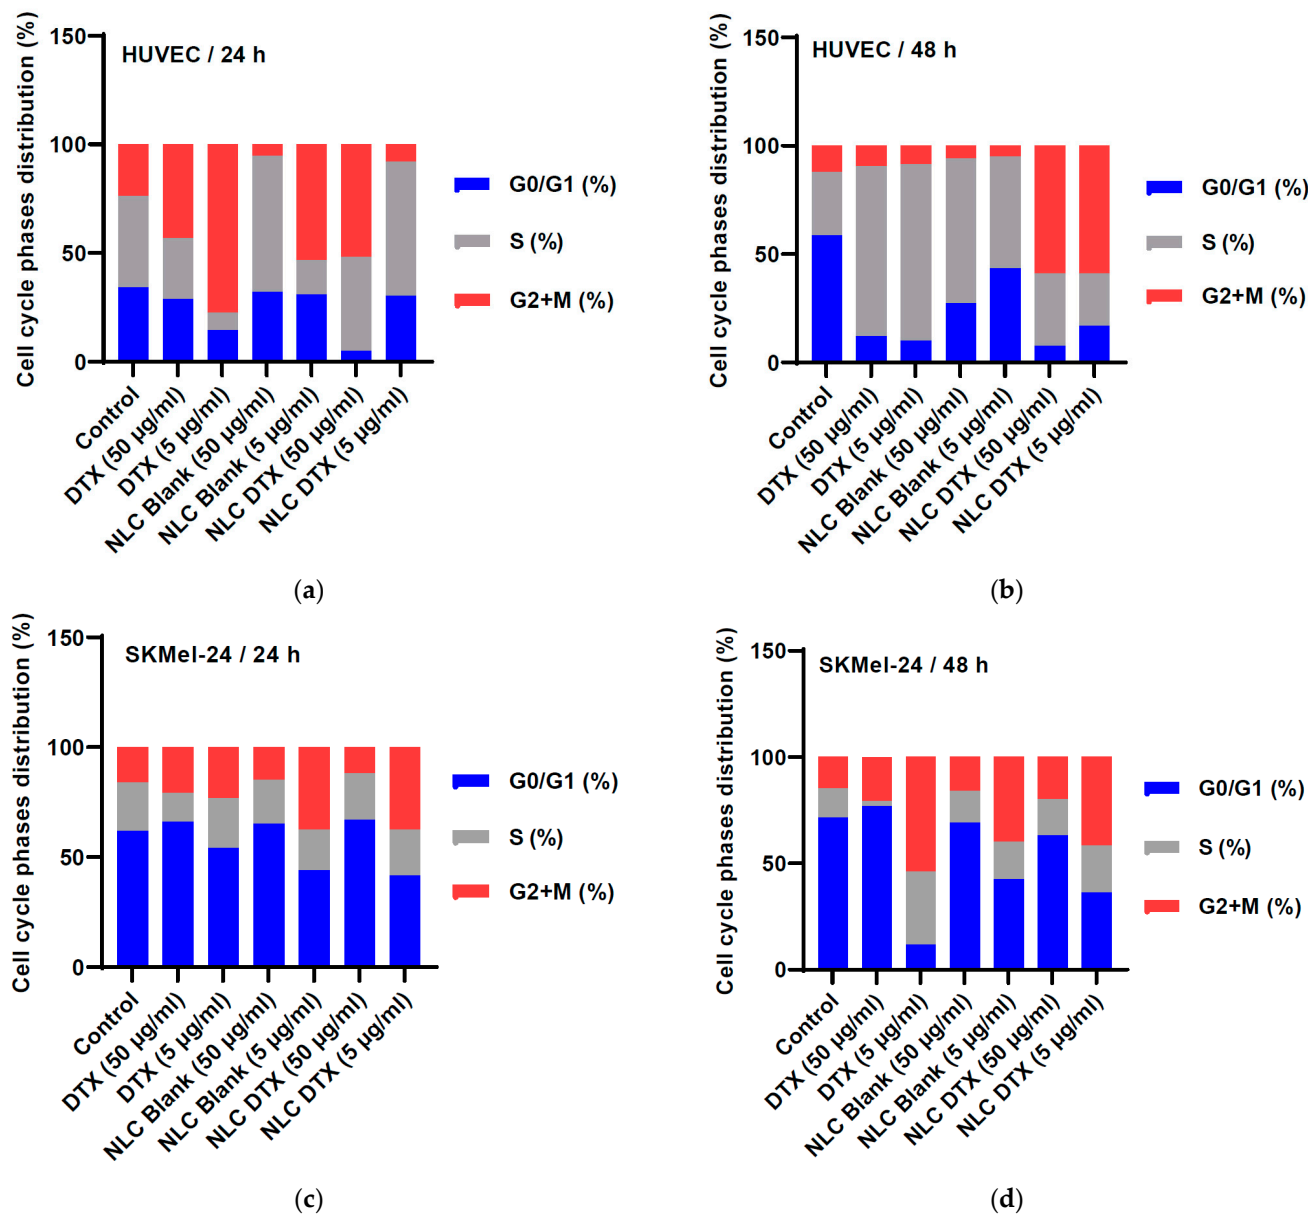 Cell cycle phases distribution (%)
150
100
50
0
HUVEC / 24 h
G0/G1 (%)
S (%)
G2+M (%)
Control
DTX (50 µg/ml)
DTX (5 µg/ml)
NLC Blank (50 µg/ml)
NLC Blank (5 µg/ml)
NLC DTX (50 µg/ml)
NLC DTX (5 µg/ml)
(a)
Cell cycle phases distribution (%)
150
100
50
0
HUVEC / 48 h
G0/G1 (%)
S (%)
G2+M (%)
Control
DTX (50 µg/ml)
DTX (5 µg/ml)
NLC Blank (50 µg/ml)
NLC Blank (5 µg/ml)
NLC DTX (50 µg/ml)
NLC DTX (5 µg/ml)
(b)
Cell cycle phases distribution (%)
150
100
50
0
SKMel-24 / 24 h
G0/G1 (%)
S (%)
G2+M (%)
Control
DTX (50 µg/ml)
DTX (5 µg/ml)
NLC Blank (50 µg/ml)
NLC Blank (5 µg/ml)
NLC DTX (50 µg/ml)
NLC DTX (5 µg/ml)
(c)
Cell cycle phases distribution (%)
150
100
50
0
SKMel-24 / 48 h
G0/G1 (%)
S (%)
G2+M (%)
Control
DTX (50 µg/ml)
DTX (5 µg/ml)
NLC Blank (50 µg/ml)
NLC Blank (5 µg/ml)
NLC DTX (50 µg/ml)
NLC DTX (5 µg/ml)
(d)